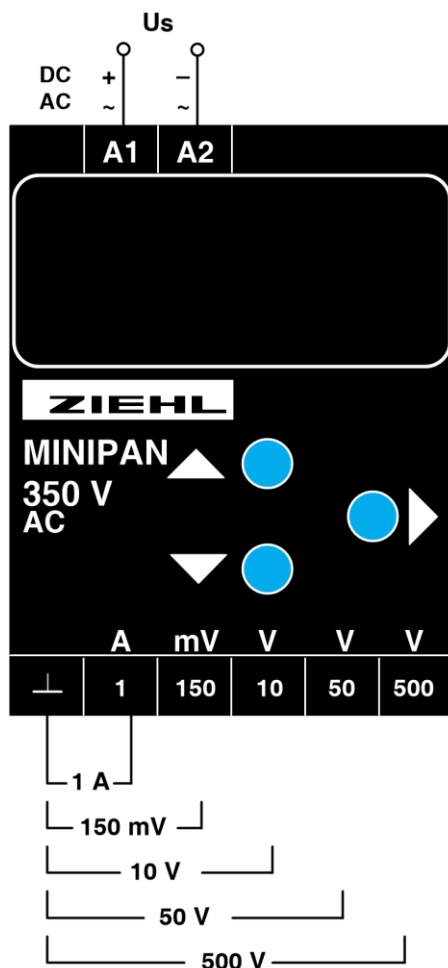 Us
DC + −
AC ~ ~
A1 A2
ZIEHL
MINIPAN
350 V
AC
A mV V V V
⊥ 1 150 10 50 500
1 A
150 mV
10 V
50 V
500 V